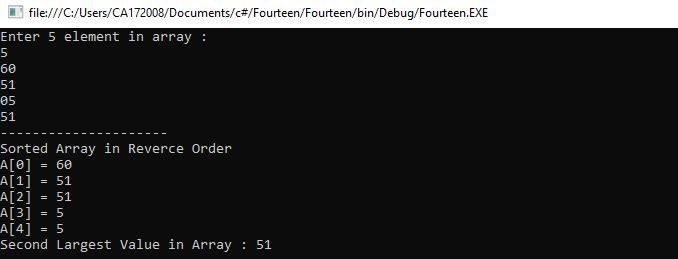 file:///C:/Users/CA172008/Documents/c#/Fourteen/Fourteen/bin/Debug/Fourteen.EXE
Enter 5 element in array :
5
60
51
05
51
---------------------
Sorted Array in Reverce Order
A[0] = 60
A[1] = 51
A[2] = 51
A[3] = 5
A[4] = 5
Second Largest Value in Array : 51